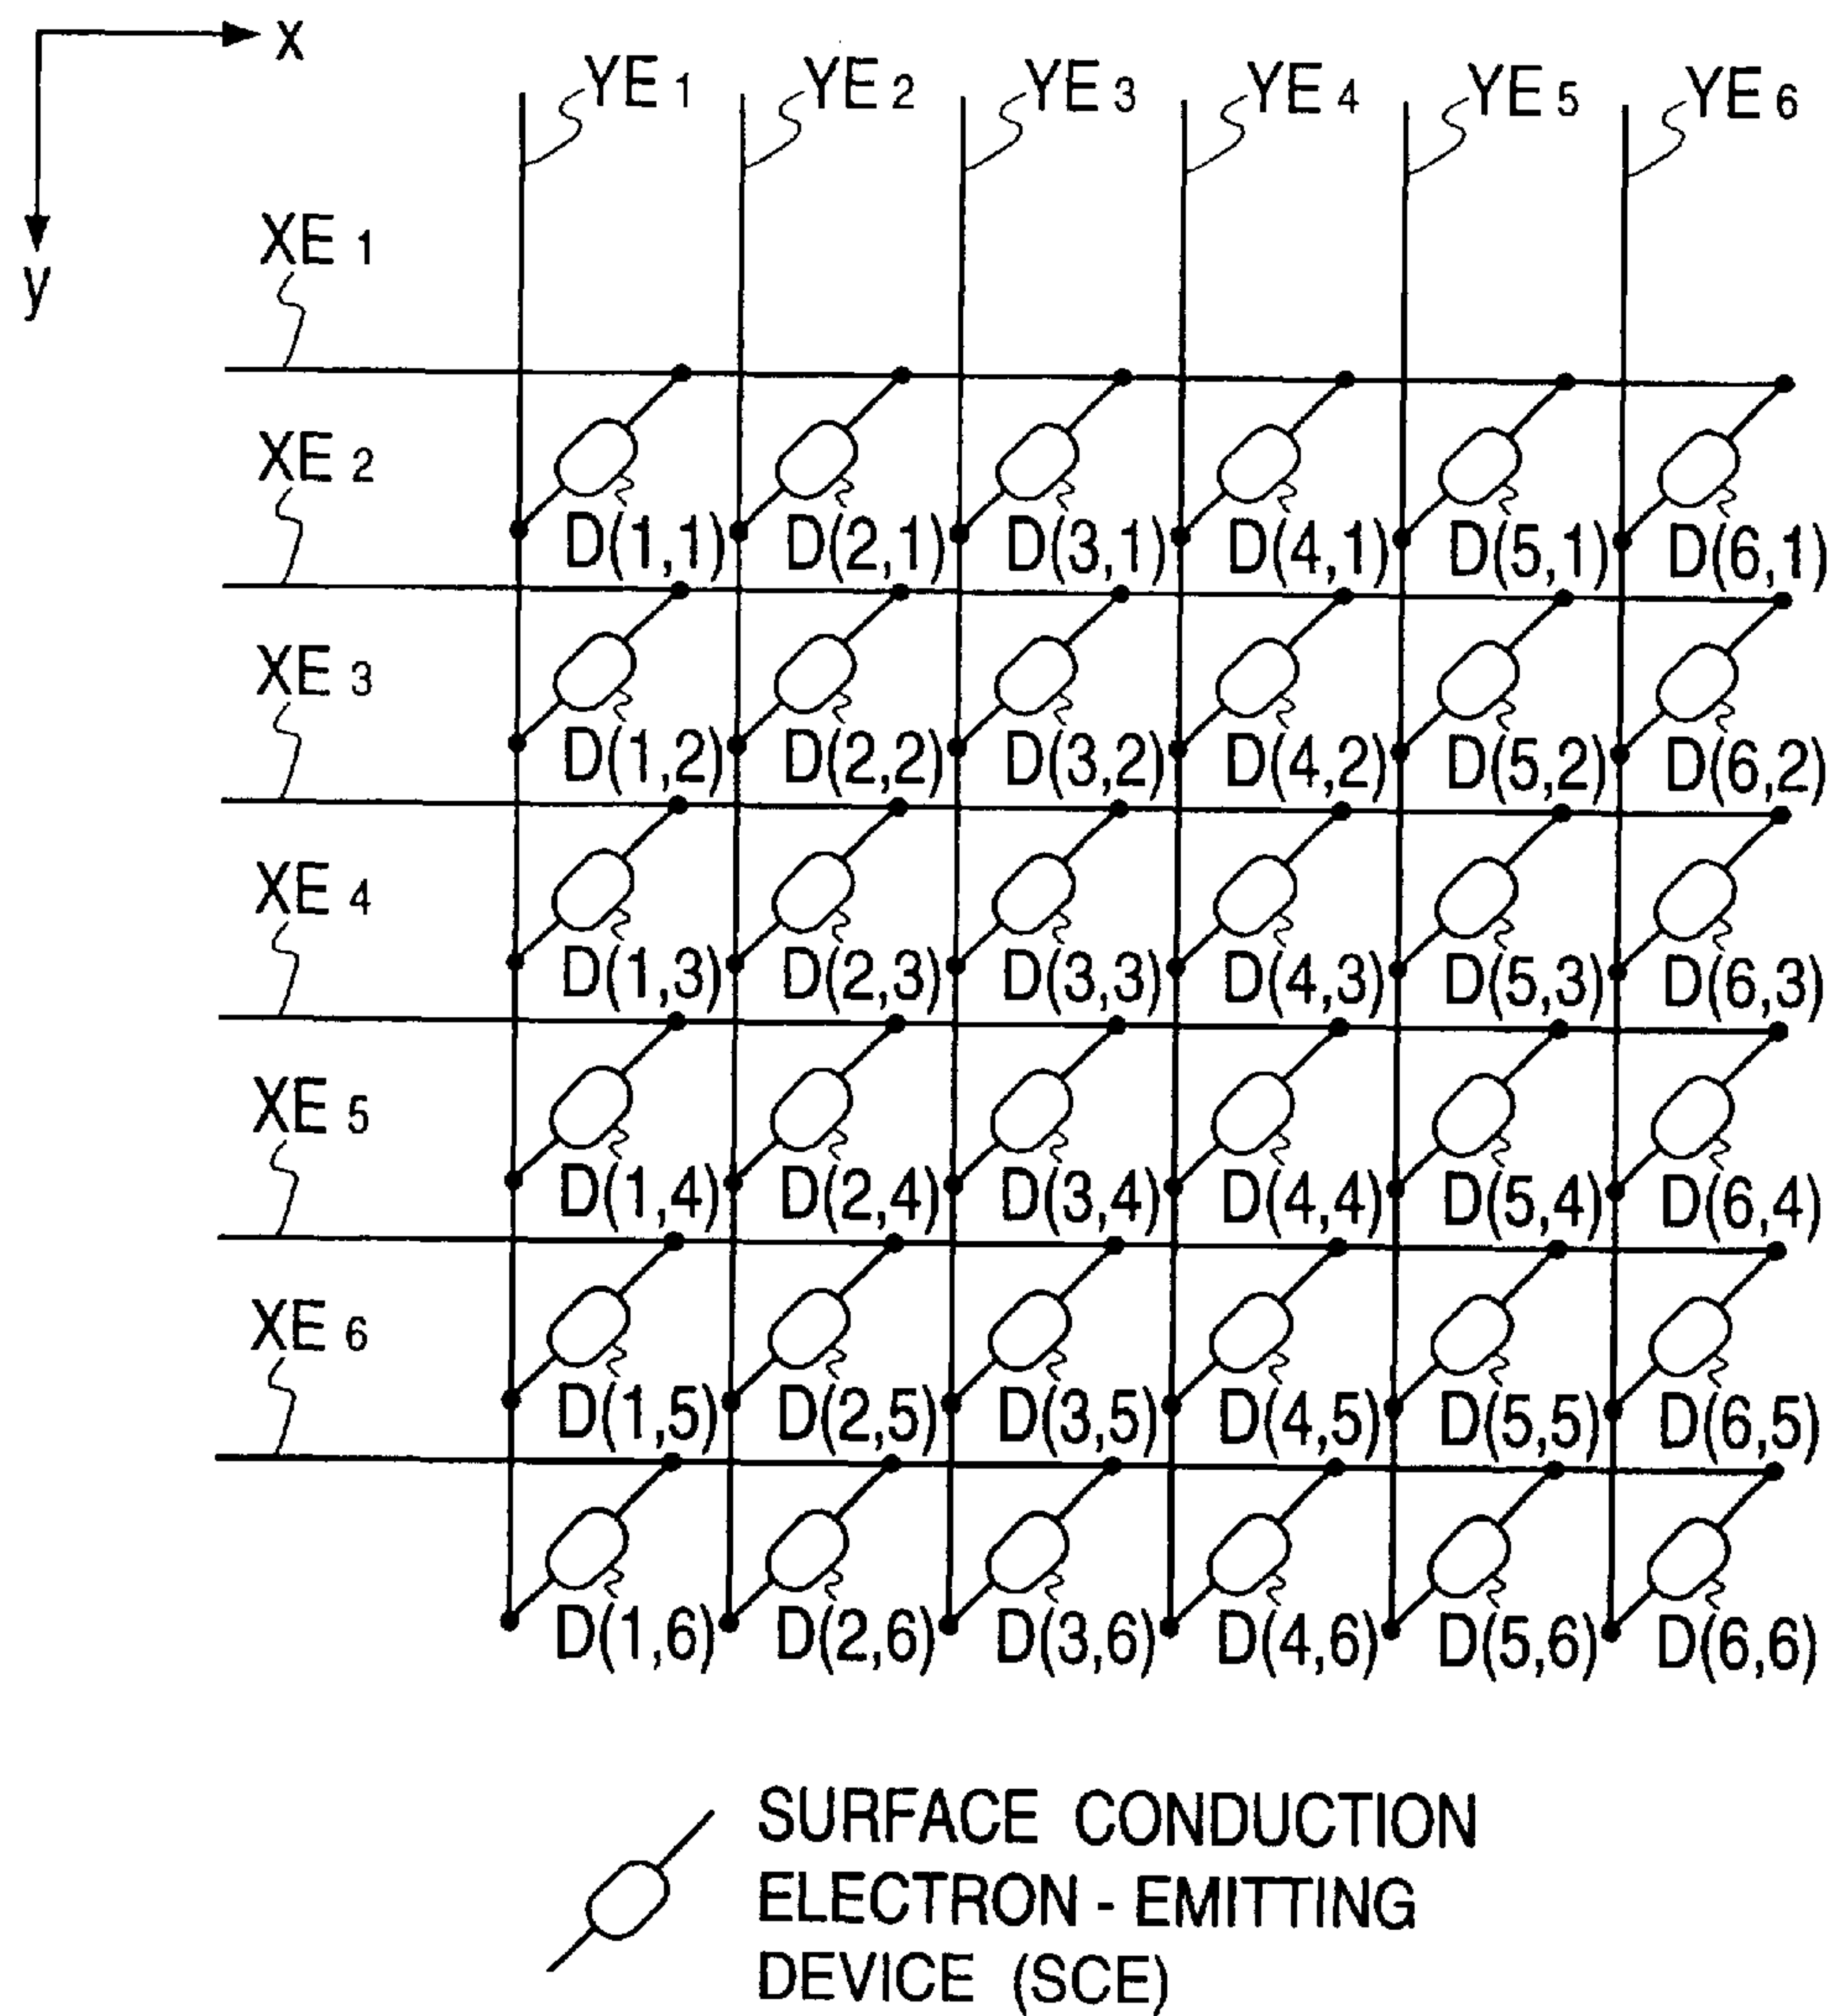 x
y
YE 1 YE 2 YE 3 YE 4 YE 5 YE 6
XE 1
XE 2
D(1,1) D(2,1) D(3,1) D(4,1) D(5,1) D(6,1)
XE 3
D(1,2) D(2,2) D(3,2) D(4,2) D(5,2) D(6,2)
XE 4
D(1,3) D(2,3) D(3,3) D(4,3) D(5,3) D(6,3)
XE 5
D(1,4) D(2,4) D(3,4) D(4,4) D(5,4) D(6,4)
XE 6
D(1,5) D(2,5) D(3,5) D(4,5) D(5,5) D(6,5)
D(1,6) D(2,6) D(3,6) D(4,6) D(5,6) D(6,6)
SURFACE CONDUCTION
ELECTRON - EMITTING
DEVICE (SCE)